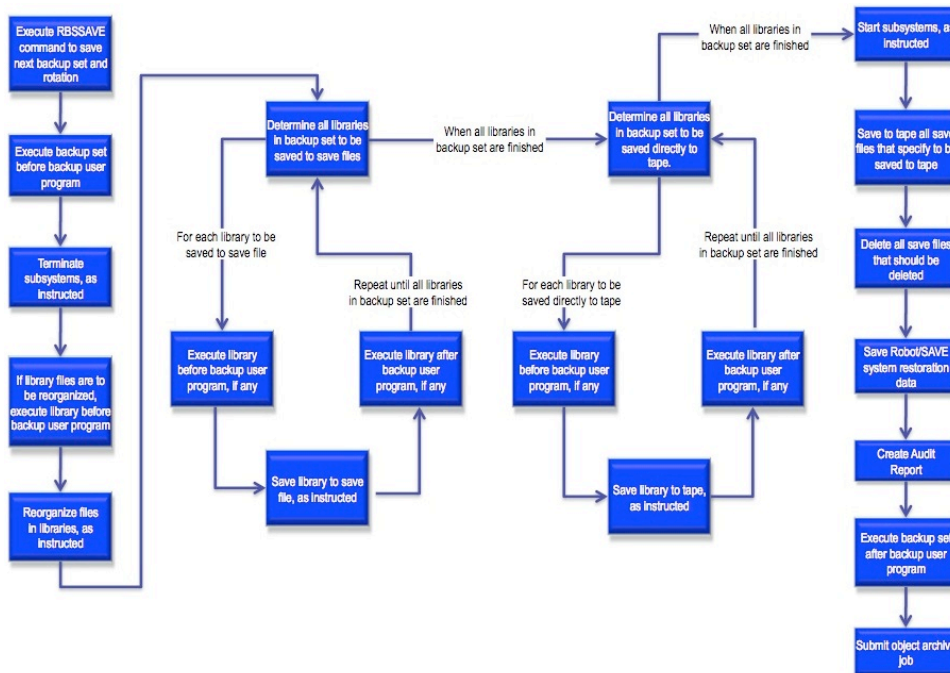 Execute RBSSAVE
command to save
next backup set and
rotation
Execute backup set
before backup user
program
Terminate
subsystems, as
instructed
If library files are to
be reorganized,
execute library before
backup user program
Reorganize files
in libraries, as
instructed
Determine all libraries
in backup set to be
saved to save files
When all libraries in
backup set are finished
For each library to be
saved to save file
Repeat until all libraries
in backup set are finished
Execute library
before backup user
program, if any
Execute library after
backup user
program, if any
Save library to save
file, as instructed
Determine all libraries
in backup set to be
saved directly to
tape.
When all libraries in
backup set are finished
For each library to be
saved directly to tape
Repeat until all libraries
in backup set are finished
Execute library
before backup user
program, if any
Execute library after
backup user
program, if any
Save library to tape,
as instructed
Start subsystems, as
instructed
Save to tape all save
files that specify to be
saved to tape
Delete all save files
that should be
deleted
Save Robot/SAVE
system restoration
data
Create Audit
Report
Execute backup set
after backup user
program
Submit object archive
job